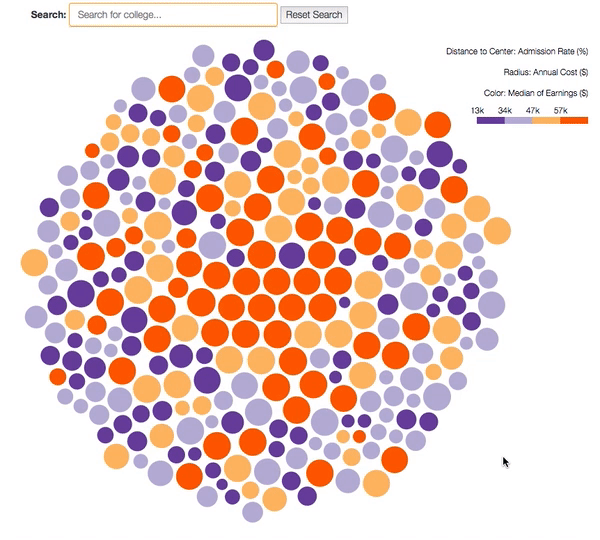 Search: Search for college... Reset Search
Distance to Center: Admission Rate (%)
Radius: Annual Cost ($)
Color: Median of Earnings ($)
13k 34k 47k 57k